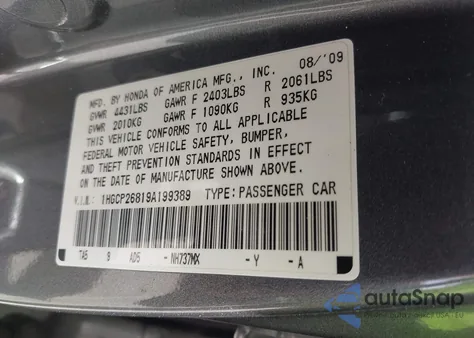 MFD. BY HONDA OF AMERICA MFG., INC. 08/'09
GVWR 4431LBS GAWR F 2403LBS R 2061LBS
GVWR 2010KG GAWR F 1090KG R 935KG
THIS VEHICLE CONFORMS TO ALL APPLICABLE
FEDERAL MOTOR VEHICLE SAFETY, BUMPER,
AND THEFT PREVENTION STANDARDS IN EFFECT
ON THE DATE OF MANUFACTURE SHOWN ABOVE.
V.I.N: 1HGCP26819A199389 TYPE: PASSENGER CAR
TA5 9 AD5 - NH737MX - Y - A
autoSnap